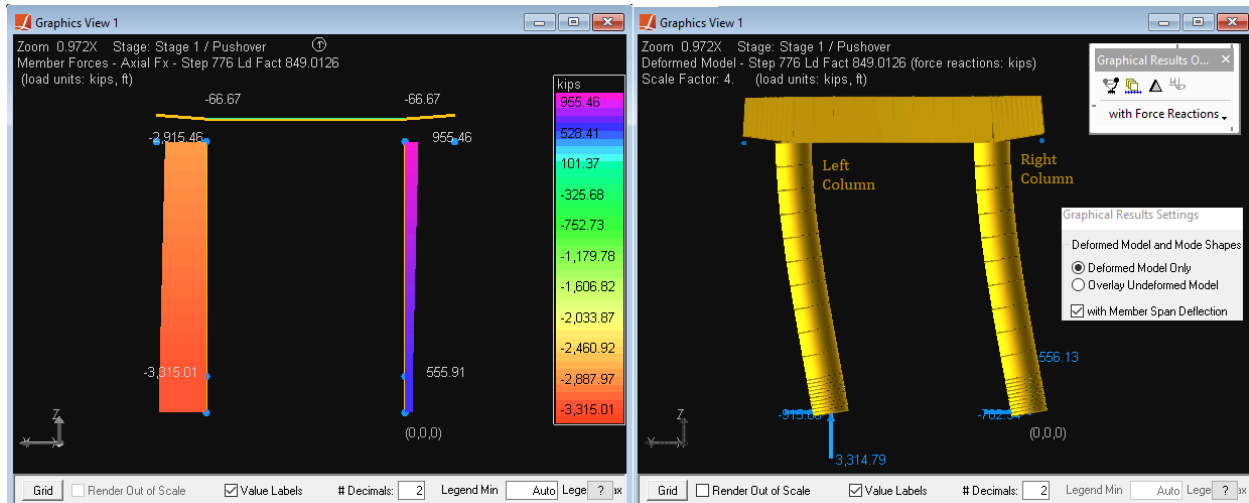 Graphics View 1
Zoom 0.972X Stage: Stage 1 / Pushover
Member Forces - Axial Fx - Step 776 Ld Fact 849.0126
(load units: kips, ft)
-66.67 -66.67
-2,915.46 955.46
-3,315.01 555.91
(0,0,0)
Z
Y
kips
955.46
528.41
101.37
-325.68
-752.73
-1,179.78
-1,606.82
-2,033.87
-2,460.92
-2,887.97
-3,315.01
Grid Render Out of Scale Value Labels # Decimals: 2 Legend Min Auto Lege ? ax
Graphics View 1
Zoom 0.972X Stage: Stage 1 / Pushover
Deformed Model - Step 776 Ld Fact 849.0126 (force reactions: kips)
Scale Factor: 4. (load units: kips, ft)
Graphical Results O...
with Force Reactions
Left
Column
Right
Column
Graphical Results Settings
Deformed Model and Mode Shapes
Deformed Model Only
Overlay Undeformed Model
with Member Span Deflection
556.13
3,314.79
(0,0,0)
Z
Y
Grid Render Out of Scale Value Labels # Decimals: 2 Legend Min Auto Lege ? ax